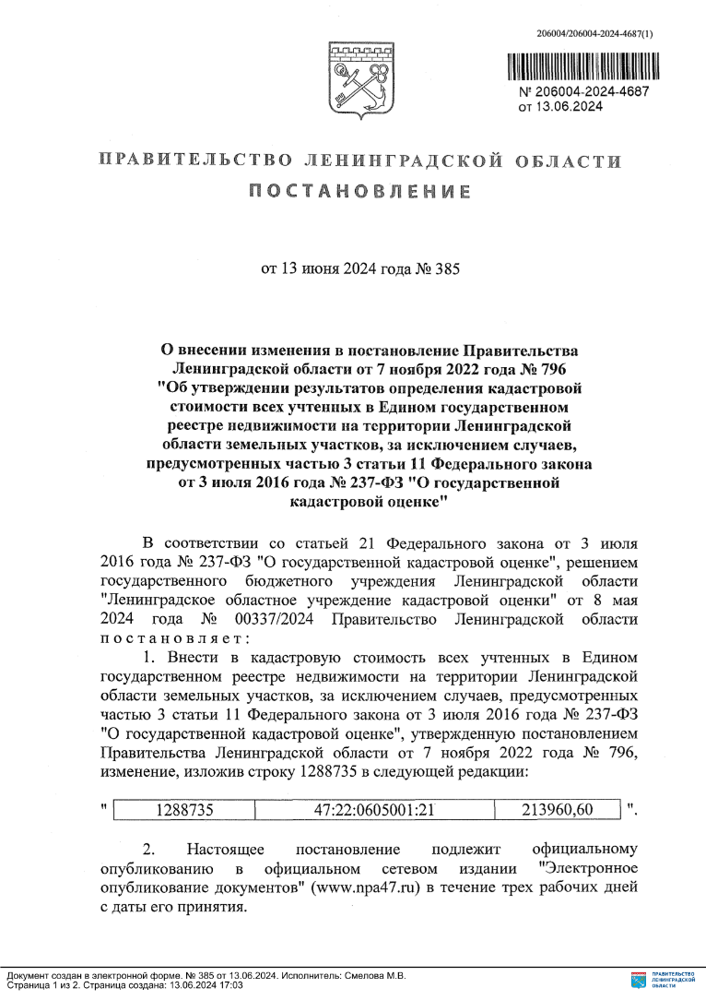 206004/206004-2024-4687(1)
№ 206004-2024-4687
от 13.06.2024
ПРАВИТЕЛЬСТВО ЛЕНИНГРАДСКОЙ ОБЛАСТИ
ПОСТАНОВЛЕНИЕ
от 13 июня 2024 года № 385
О внесении изменения в постановление Правительства
Ленинградской области от 7 ноября 2022 года № 796
"Об утверждении результатов определения кадастровой
стоимости всех учтенных в Едином государственном
реестре недвижимости на территории Ленинградской
области земельных участков, за исключением случаев,
предусмотренных частью 3 статьи 11 Федерального закона
от 3 июля 2016 года № 237-ФЗ "О государственной
кадастровой оценке"
В соответствии со статьей 21 Федерального закона от 3 июля
2016 года № 237-ФЗ "О государственной кадастровой оценке", решением
государственного бюджетного учреждения Ленинградской области
"Ленинградское областное учреждение кадастровой оценки" от 8 мая
2024 года № 00337/2024 Правительство Ленинградской области
постановляет:
1. Внести в кадастровую стоимость всех учтенных в Едином
государственном реестре недвижимости на территории Ленинградской
области земельных участков, за исключением случаев, предусмотренных
частью 3 статьи 11 Федерального закона от 3 июля 2016 года № 237-ФЗ
"О государственной кадастровой оценке", утвержденную постановлением
Правительства Ленинградской области от 7 ноября 2022 года № 796,
изменение, изложив строку 1288735 в следующей редакции:
" 1288735 47:22:0605001:21 213960,60 ".
2. Настоящее постановление подлежит официальному
опубликованию в официальном сетевом издании "Электронное
опубликование документов" (www.npa47.ru) в течение трех рабочих дней
с даты его принятия.
Документ создан в электронной форме. № 385 от 13.06.2024. Исполнитель: Смелова М.В.
Страница 1 из 2. Страница создана: 13.06.2024 17:03
ПРАВИТЕЛЬСТВО
ЛЕНИНГРАДСКОЙ
ОБЛАСТИ